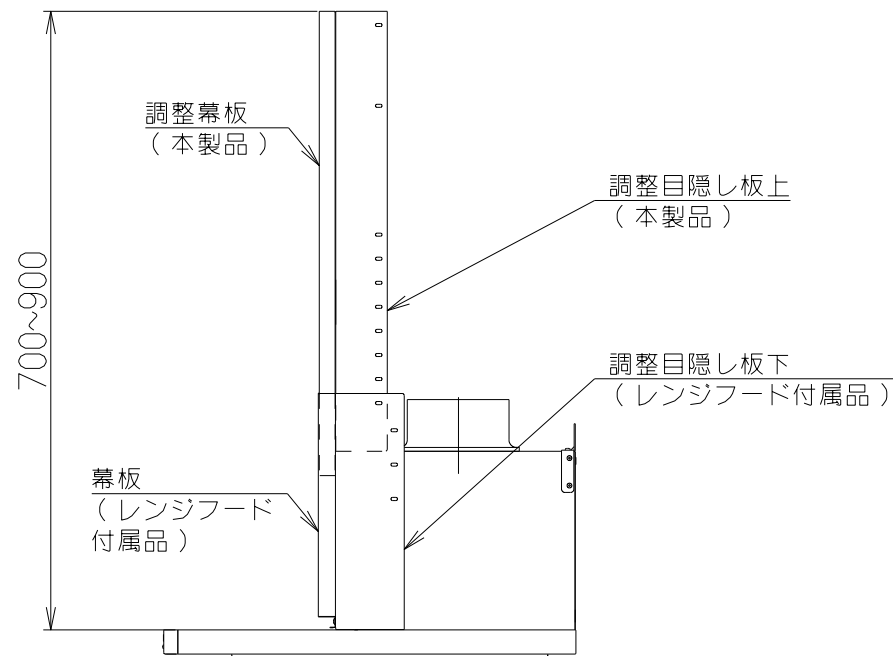 調整幕板
(本製品)
調整目隠し板上
(本製品)
700~900
調整目隠し板下
(レンジフード付属品)
幕板
(レンジフード
付属品)